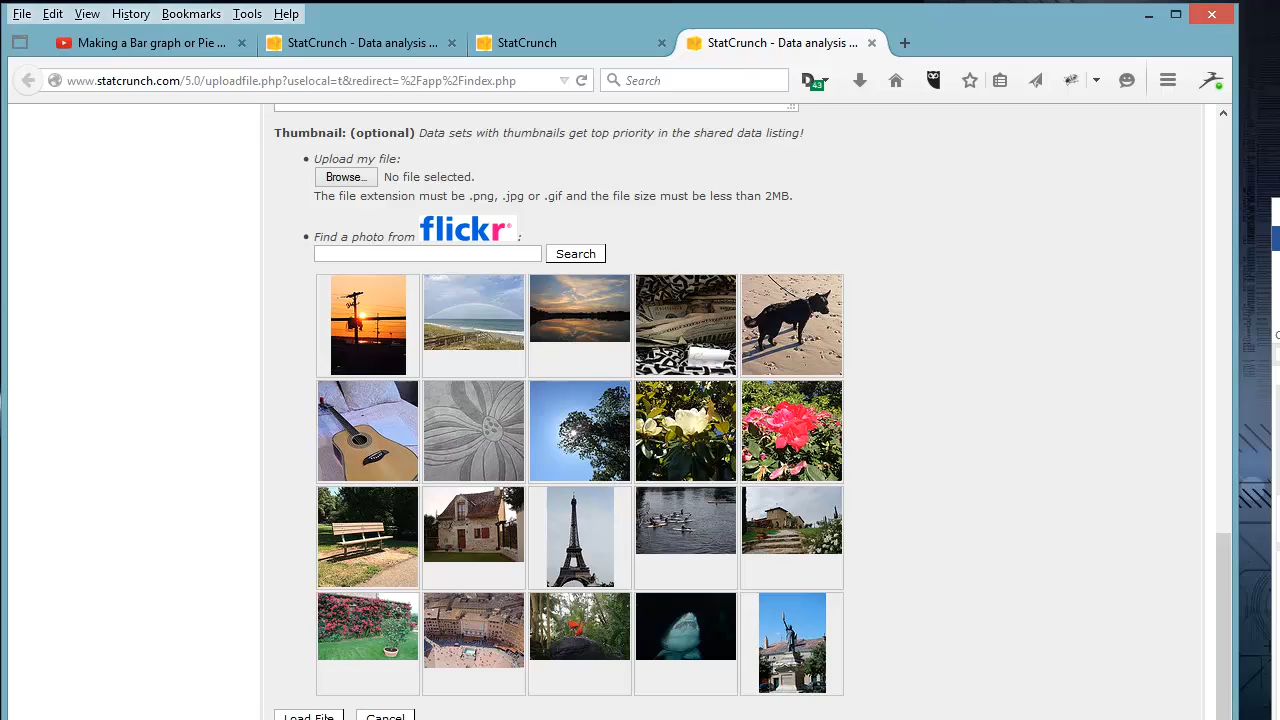 File Edit View History Bookmarks Tools Help
Making a Bar graph or Pie ... StatCrunch - Data analysis ... StatCrunch StatCrunch - Data analysis ...
www.statcrunch.com/5.0/uploadfile.php?uselocal=t&redirect=%2Fapp%2Findex.php Search 43
Thumbnail: (optional) Data sets with thumbnails get top priority in the shared data listing!
Upload my file:
Browse... No file selected.
The file extension must be .png, .jpg and the file size must be less than 2MB.
Find a photo from flickr :
Search
Load File Cancel